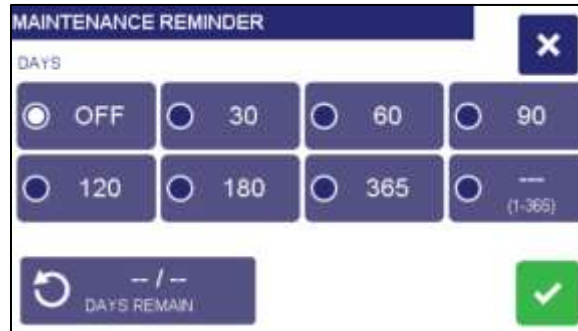 MAINTENANCE REMINDER
DAYS
OFF 30 60 90
120 180 365 ---
(1-365)
-- / --
DAYS REMAIN